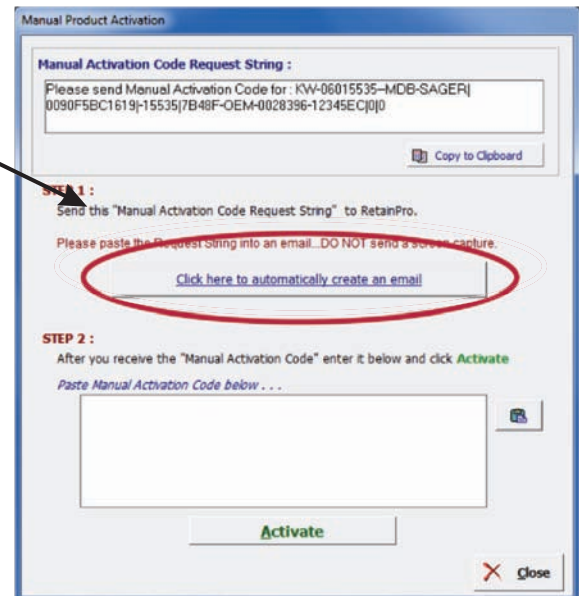 Manual Product Activation
Manual Activation Code Request String :
Please send Manual Activation Code for : KW-06015535--MDB-SAGER|
0090F5BC1619|-15535|7B48F-OEM-0028396-12345EC|0|0
Copy to Clipboard
STEP 1 :
Send this "Manual Activation Code Request String" to RetainPro.
Please paste the Request String into an email...DO NOT send a screen capture.
Click here to automatically create an email
STEP 2 :
After you receive the "Manual Activation Code" enter it below and click Activate
Paste Manual Activation Code below . . .
Activate
Close